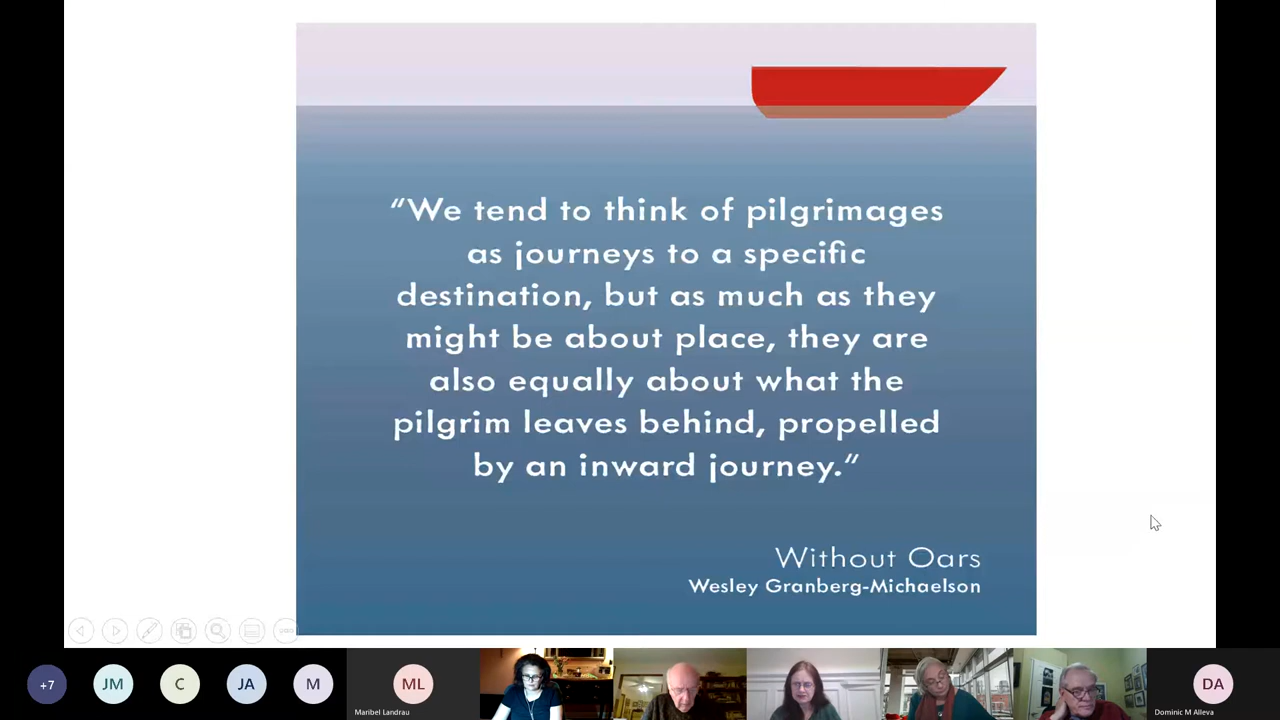 “We tend to think of pilgrimages
as journeys to a specific
destination, but as much as they
might be about place, they are
also equally about what the
pilgrim leaves behind, propelled
by an inward journey.“
Without Oars
Wesley Granberg-Michaelson
+7
JM
C
JA
M
ML
Maribel Landrau
DA
Dominic M Alleva